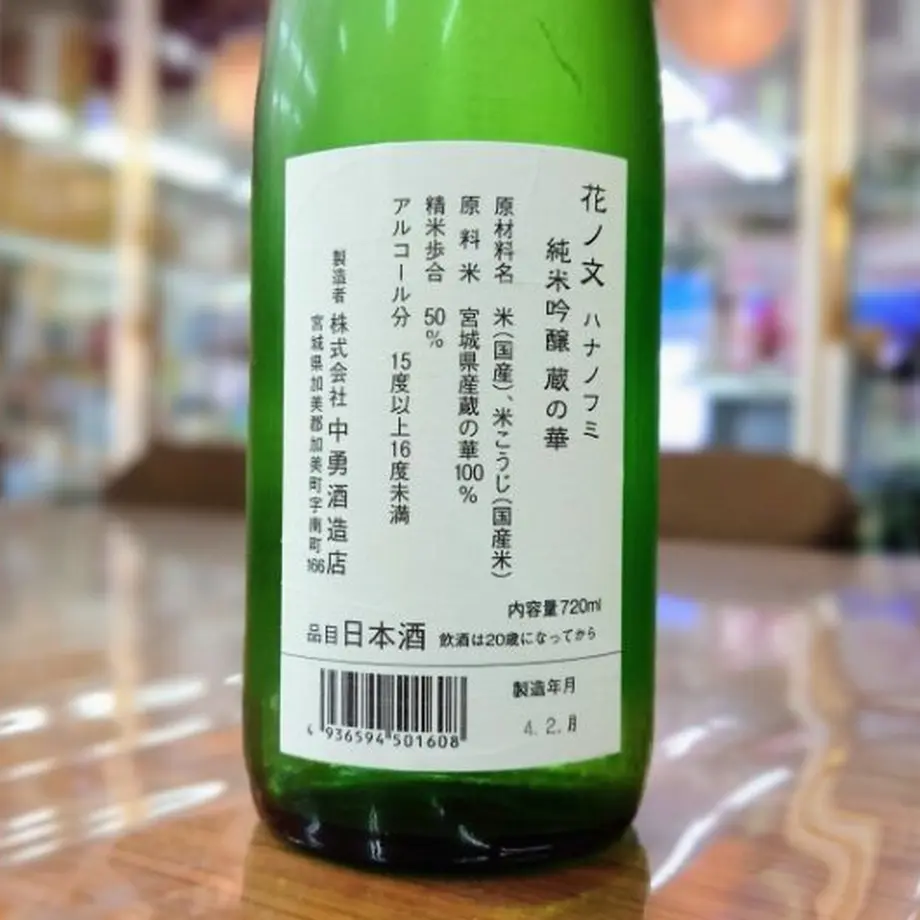 花ノ文 ハナノフミ
純米吟醸 蔵の華
原材料名 米(国産)、米こうじ(国産米)
原料米 宮城県産蔵の華100%
精米歩合 50%
アルコール分 15度以上16度未満
製造者 株式会社 中勇酒造店
宮城県加美郡加美町字南町166
内容量720ml
品目日本酒 飲酒は20歳になってから
製造年月
4.2.月
4 936594 501608